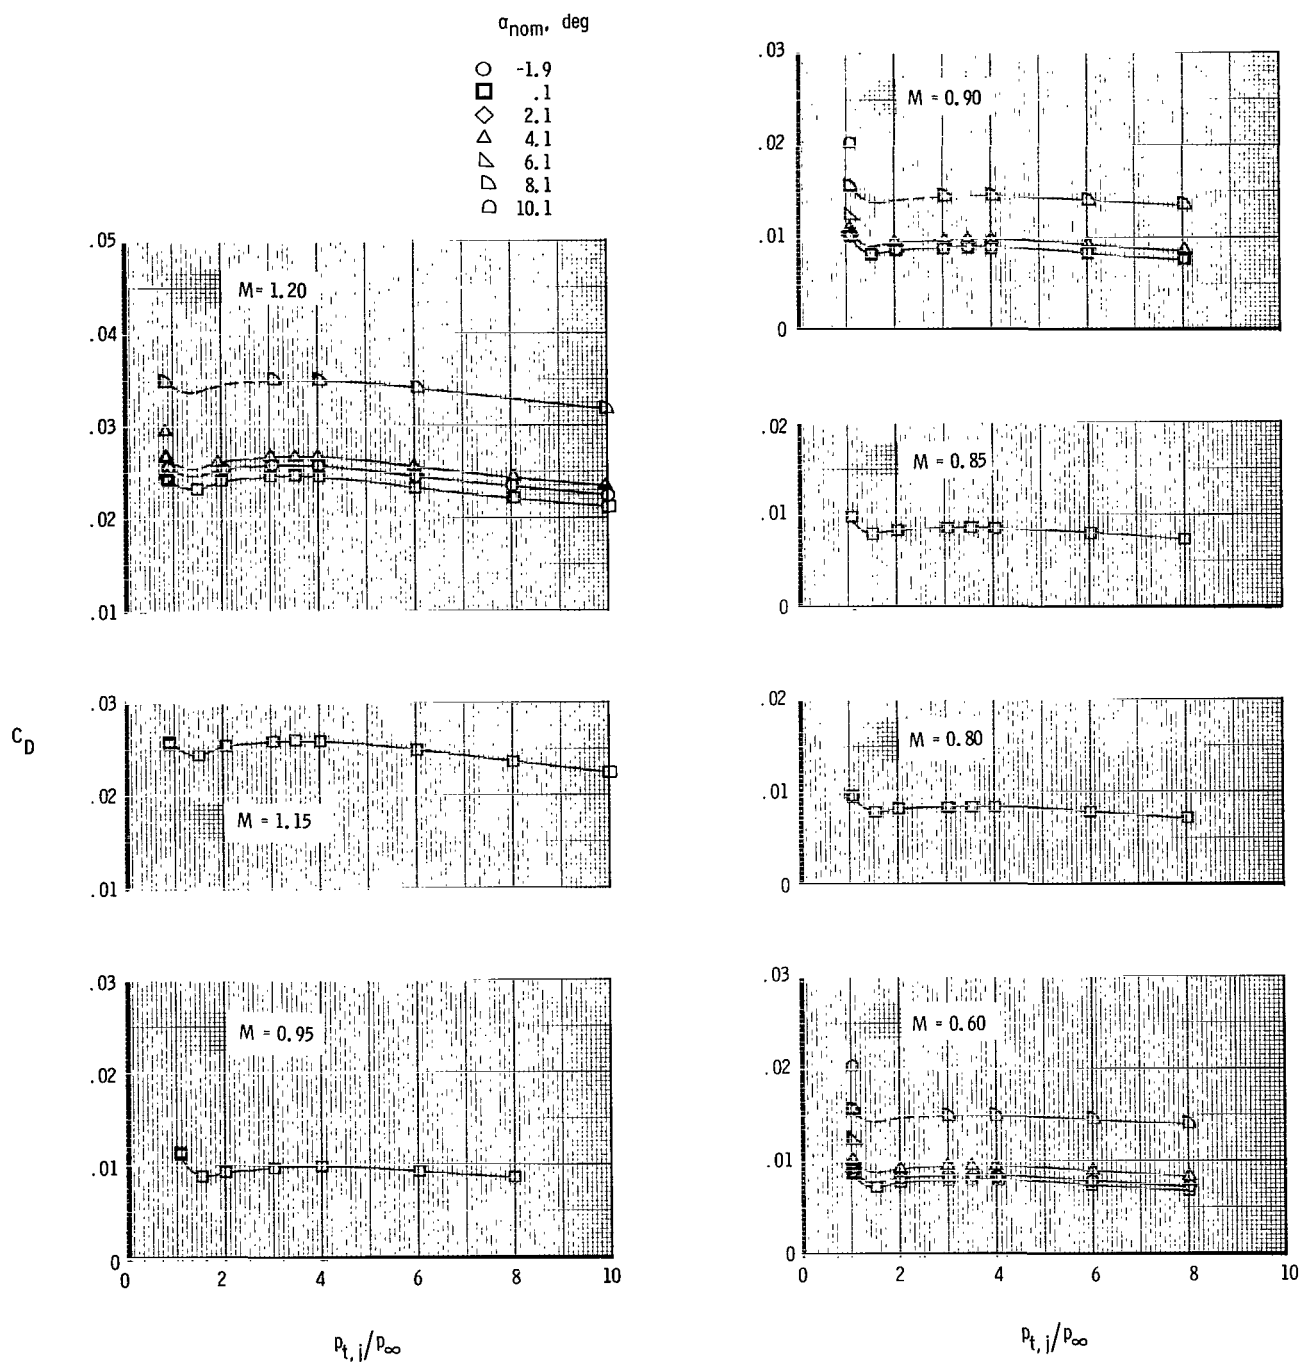 α_nom, deg
-1.9
.1
2.1
4.1
6.1
8.1
10.1
.05
M = 1.20
.04
.03
.02
.01
C_D
.03
.02
M = 1.15
.01
.03
M = 0.95
.02
.01
0
0 2 4 6 8 10
p_t,j/p_∞
.03
M = 0.90
.02
.01
0
.02
M = 0.85
.01
0
.02
M = 0.80
.01
0
.03
M = 0.60
.02
.01
0
0 2 4 6 8 10
p_t,j/p_∞